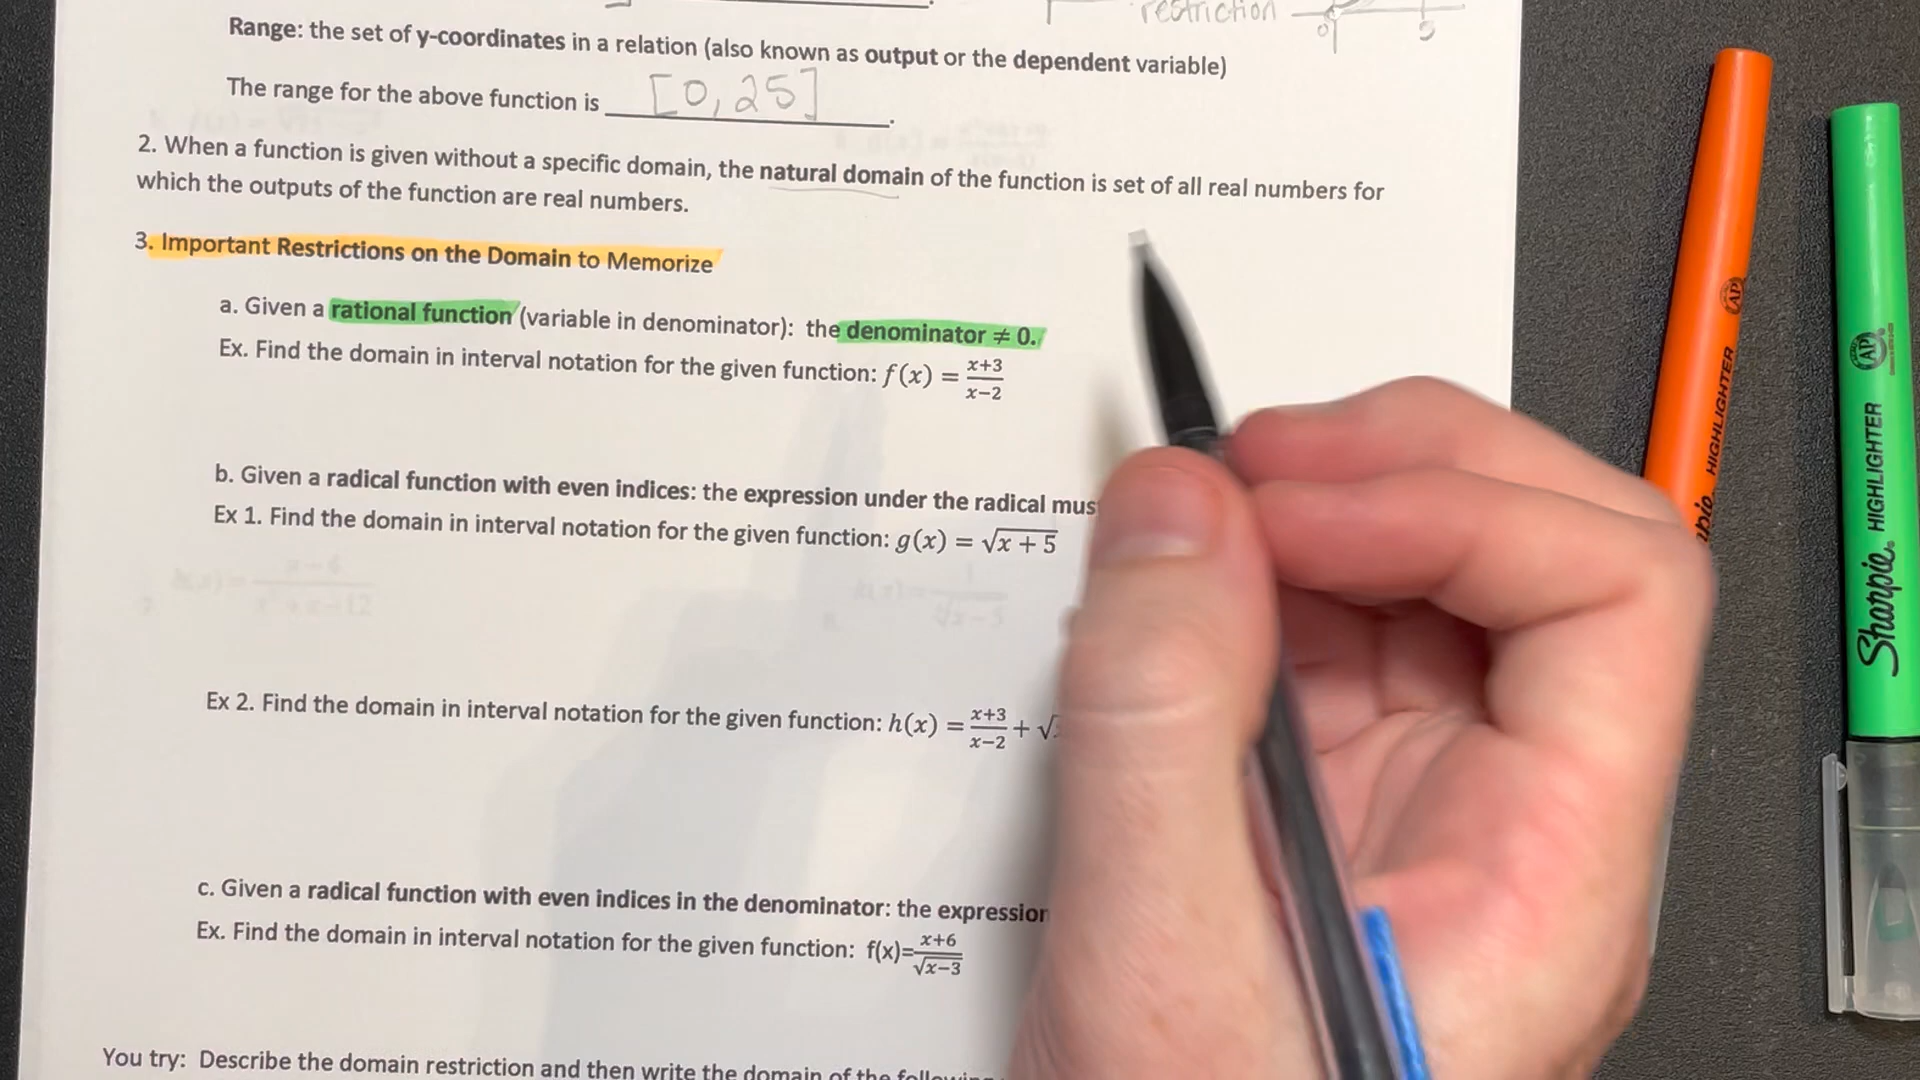 restriction
0 5
Range: the set of y-coordinates in a relation (also known as output or the dependent variable)
The range for the above function is [0, 25].
2. When a function is given without a specific domain, the natural domain of the function is set of all real numbers for
which the outputs of the function are real numbers.
3. Important Restrictions on the Domain to Memorize
a. Given a rational function (variable in denominator): the denominator ≠ 0.
Ex. Find the domain in interval notation for the given function: f(x) = x+3/x−2
b. Given a radical function with even indices: the expression under the radical mus
Ex 1. Find the domain in interval notation for the given function: g(x) = √x + 5
Ex 2. Find the domain in interval notation for the given function: h(x) = x+3/x−2 + √
c. Given a radical function with even indices in the denominator: the expression
Ex. Find the domain in interval notation for the given function: f(x)=x+6/√x−3
You try: Describe the domain restriction and then write the domain of the following
HIGHLIGHTER AP
Sharpie. HIGHLIGHTER AP